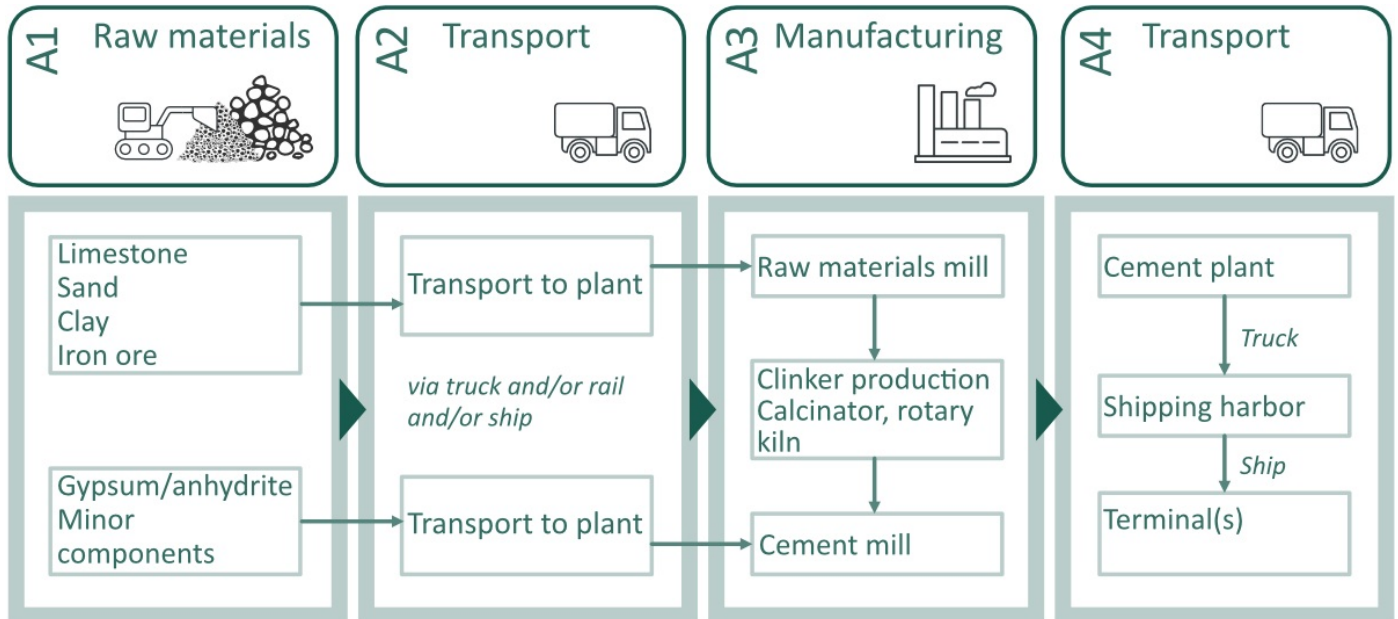 A1 Raw materials
A2 Transport
A3 Manufacturing
A4 Transport
Limestone
Sand
Clay
Iron ore
Gypsum/anhydrite
Minor
components
Transport to plant
via truck and/or rail
and/or ship
Transport to plant
Raw materials mill
Clinker production
Calcinator, rotary
kiln
Cement mill
Cement plant
Truck
Shipping harbor
Ship
Terminal(s)